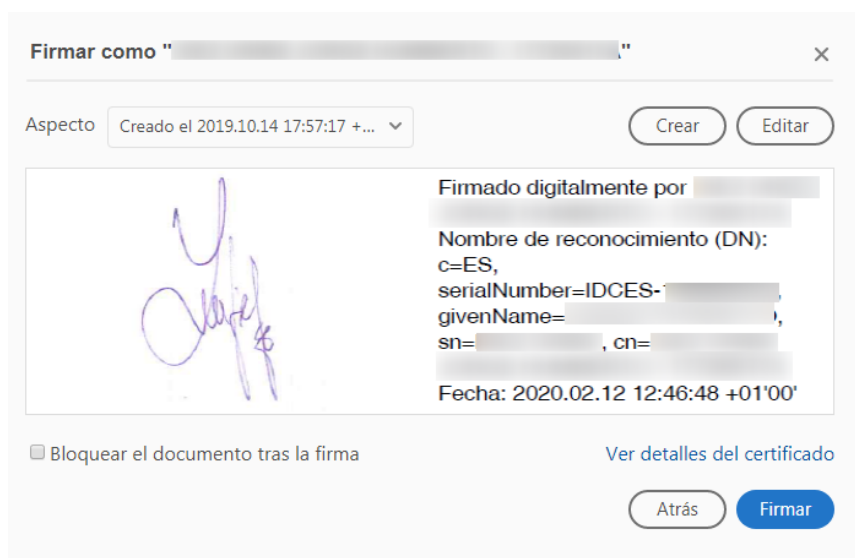 Firmar como " "
Aspecto Creado el 2019.10.14 17:57:17 +... Crear Editar
Firmado digitalmente por
Nombre de reconocimiento (DN):
c=ES,
serialNumber=IDCES-
givenName= ,
sn= , cn=
Fecha: 2020.02.12 12:46:48 +01'00'
Bloquear el documento tras la firma Ver detalles del certificado
Atrás Firmar